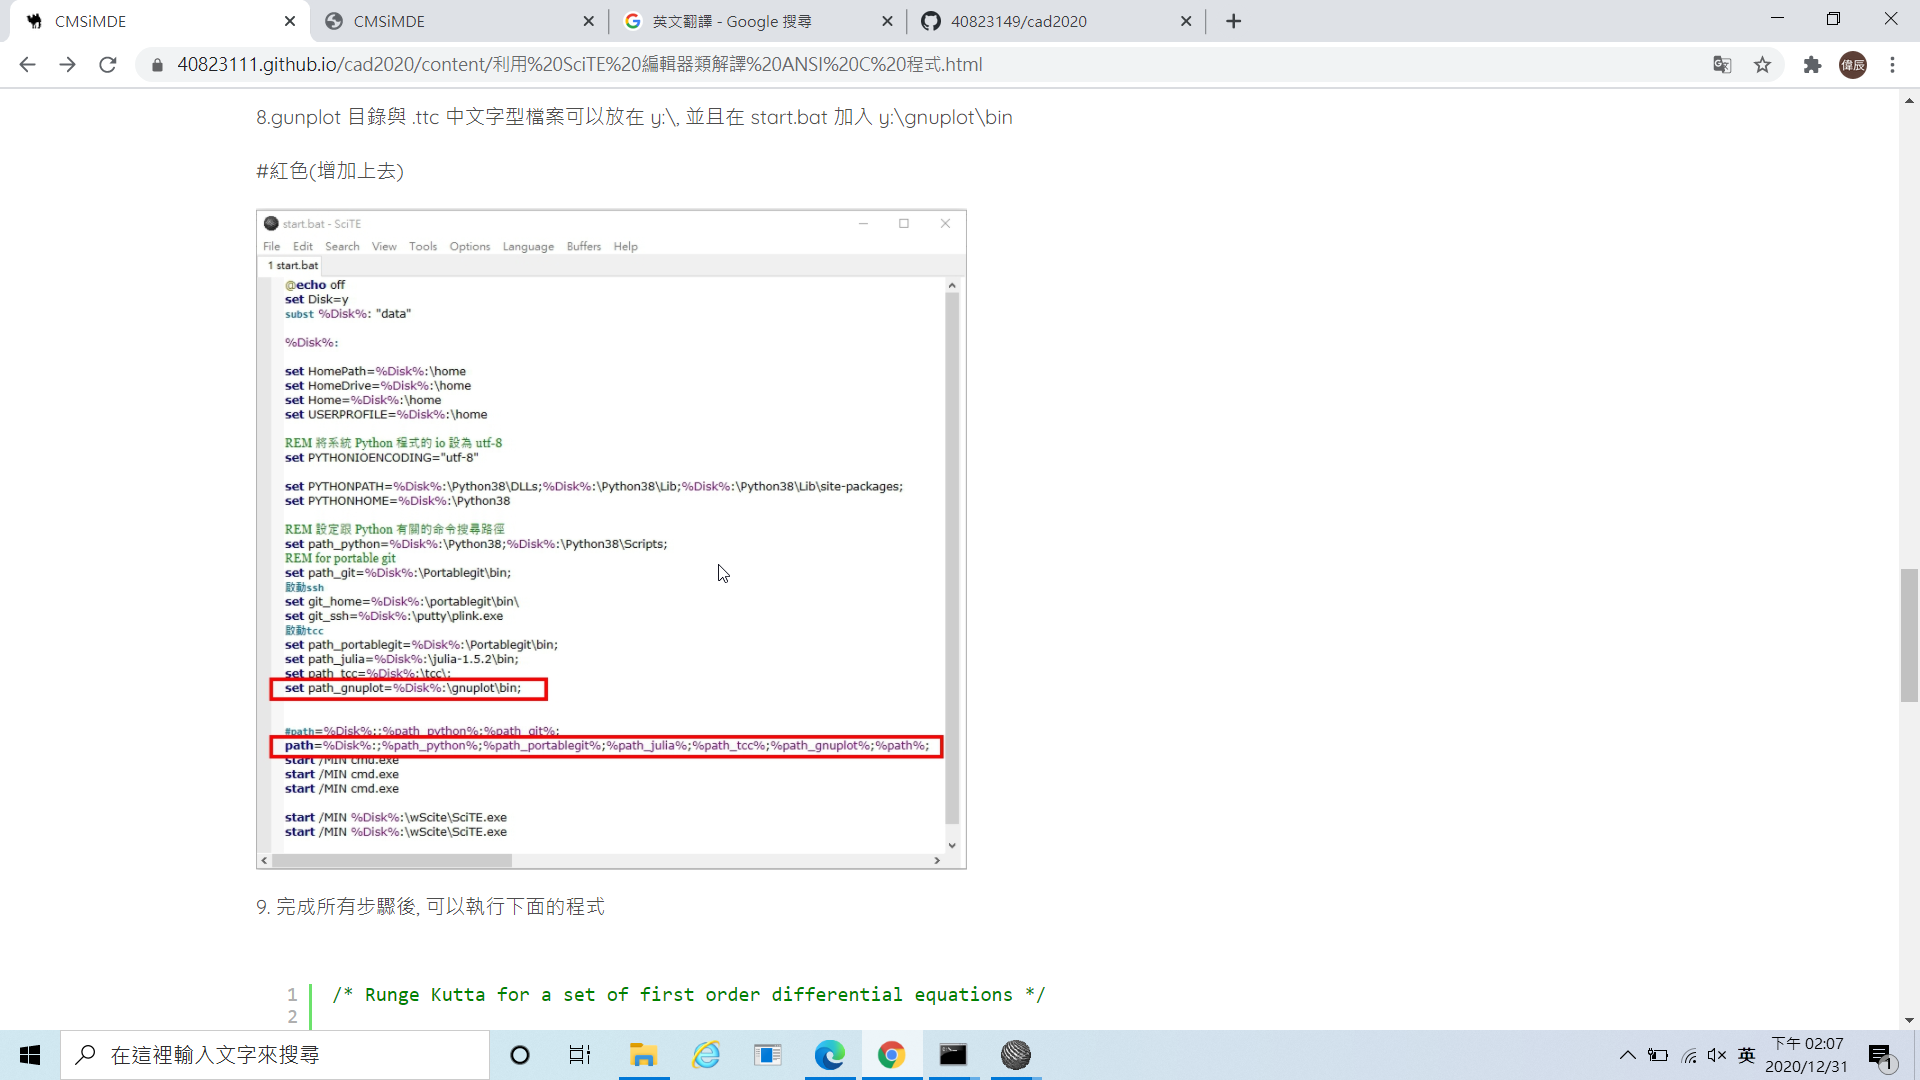 CMSiMDE
CMSiMDE
英文翻譯 - Google 搜尋
40823149/cad2020
40823111.github.io/cad2020/content/利用%20SciTE%20編輯器類解譯%20ANSI%20C%20程式.html
偉辰
8.gunplot 目錄與 .ttc 中文字型檔案可以放在 y:\, 並且在 start.bat 加入 y:\gnuplot\bin
#紅色(增加上去)
start.bat - SciTE
File Edit Search View Tools Options Language Buffers Help
1 start.bat
@echo off
set Disk=y
subst %Disk%: "data"
%Disk%:
set HomePath=%Disk%:\home
set HomeDrive=%Disk%:\home
set Home=%Disk%:\home
set USERPROFILE=%Disk%:\home
REM 將系統 Python 程式的 io 設為 utf-8
set PYTHONIOENCODING="utf-8"
set PYTHONPATH=%Disk%:\Python38\DLLs;%Disk%:\Python38\Lib;%Disk%:\Python38\Lib\site-packages;
set PYTHONHOME=%Disk%:\Python38
REM 設定跟 Python 有關的命令搜尋路徑
set path_python=%Disk%:\Python38;%Disk%:\Python38\Scripts;
REM for portable git
set path_git=%Disk%:\Portablegit\bin;
啟動ssh
set git_home=%Disk%:\portablegit\bin\
set git_ssh=%Disk%:\putty\plink.exe
啟動tcc
set path_portablegit=%Disk%:\Portablegit\bin;
set path_julia=%Disk%:\julia-1.5.2\bin;
set path_tcc=%Disk%:\tcc\;
set path_gnuplot=%Disk%:\gnuplot\bin;
#path=%Disk%:;%path_python%;%path_git%;
path=%Disk%:;%path_python%;%path_portablegit%;%path_julia%;%path_tcc%;%path_gnuplot%;%path%;
start /MIN cmd.exe
start /MIN cmd.exe
start /MIN cmd.exe
start /MIN %Disk%:\wScite\SciTE.exe
start /MIN %Disk%:\wScite\SciTE.exe
9. 完成所有步驟後, 可以執行下面的程式
1 /* Runge Kutta for a set of first order differential equations */
2
在這裡輸入文字來搜尋
英
下午 02:07
2020/12/31
1